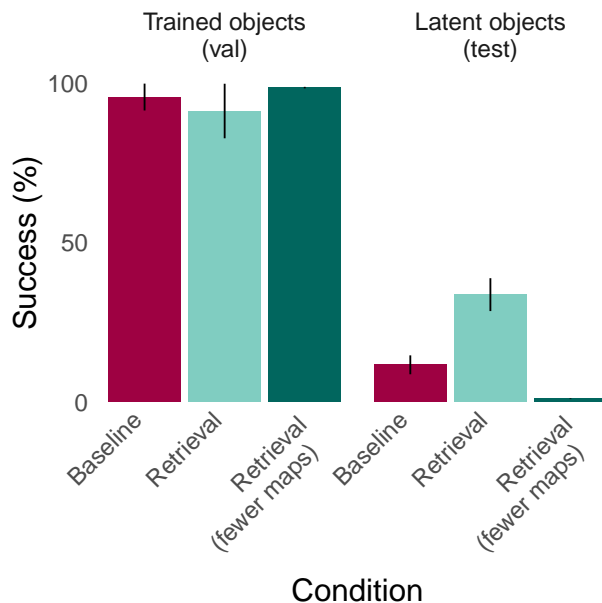 Trained objects
(val)
Latent objects
(test)
100
50
0
Success (%)
Baseline
Retrieval
Retrieval
(fewer maps)
Baseline
Retrieval
Retrieval
(fewer maps)
Condition